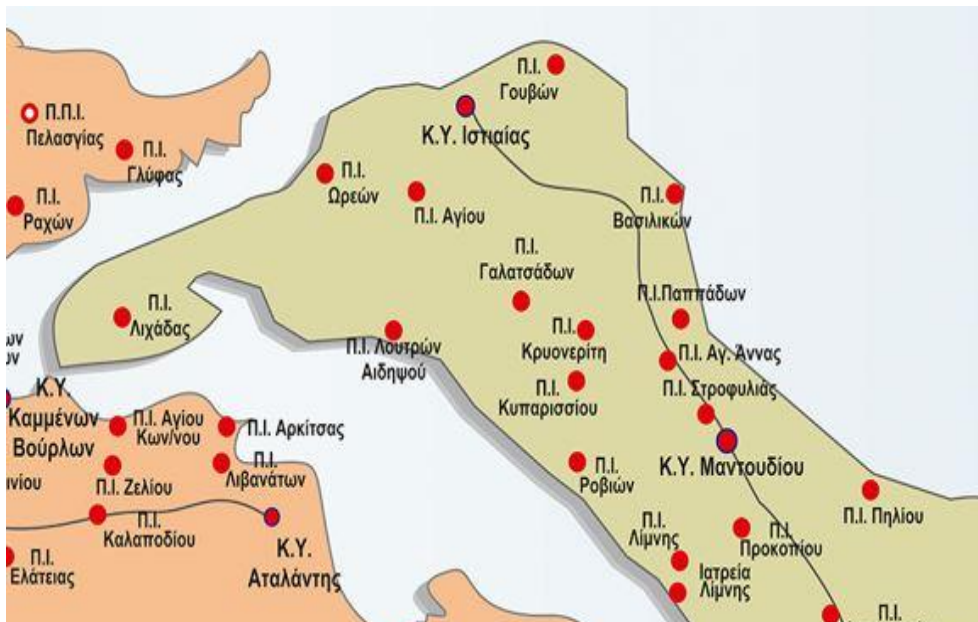 Π.Ι.
Γουβών
Π.Π.Ι.
Πελασγίας
Κ.Υ. Ιστιαίας
Π.Ι.
Γλύφας
Π.Ι.
Ωρεών
Π.Ι. Αγίου
Π.Ι.
Ραχών
Π.Ι.
Βασιλικών
Π.Ι.
Γαλατσάδων
Π.Ι.Παππάδων
Π.Ι.
Λιχάδας
Π.Ι. Λουτρών
Αιδηψού
Π.Ι.
Κρυονερίτη
Π.Ι. Αγ. Άννας
Π.Ι.
Κυπαρισσίου
Π.Ι. Στροφυλιάς
Κ.Υ.
Καμμένων
Βούρλων
Π.Ι. Αγίου
Κων/νου
Π.Ι. Αρκίτσας
Π.Ι. Ζελίου
Π.Ι.
Λιβανάτων
Π.Ι.
Ροβιών
Κ.Υ. Μαντουδίου
Π.Ι. Πηλίου
Π.Ι.
Καλαποδίου
Κ.Υ.
Αταλάντης
Π.Ι.
Ελάτειας
Π.Ι.
Λίμνης
Π.Ι.
Προκοπίου
Ιατρεία
Λίμνης
Π.Ι.